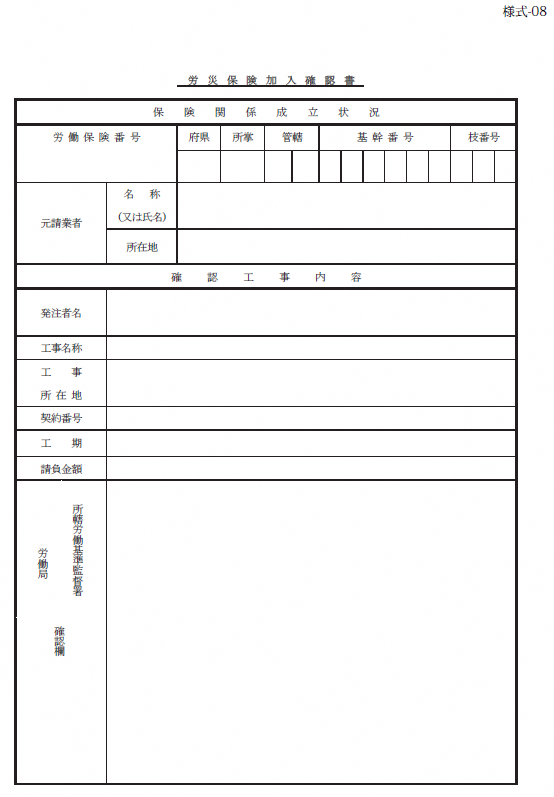 様式-08
労災保険加入確認書
保険関係成立状況
労働保険番号 府県 所掌 管轄 基幹番号 枝番号
元請業者
名称
(又は氏名)
所在地
確認工事内容
発注者名
工事名称
工事
所在地
契約番号
工期
請負金額
所轄労働基準監督署
労働局
確認欄